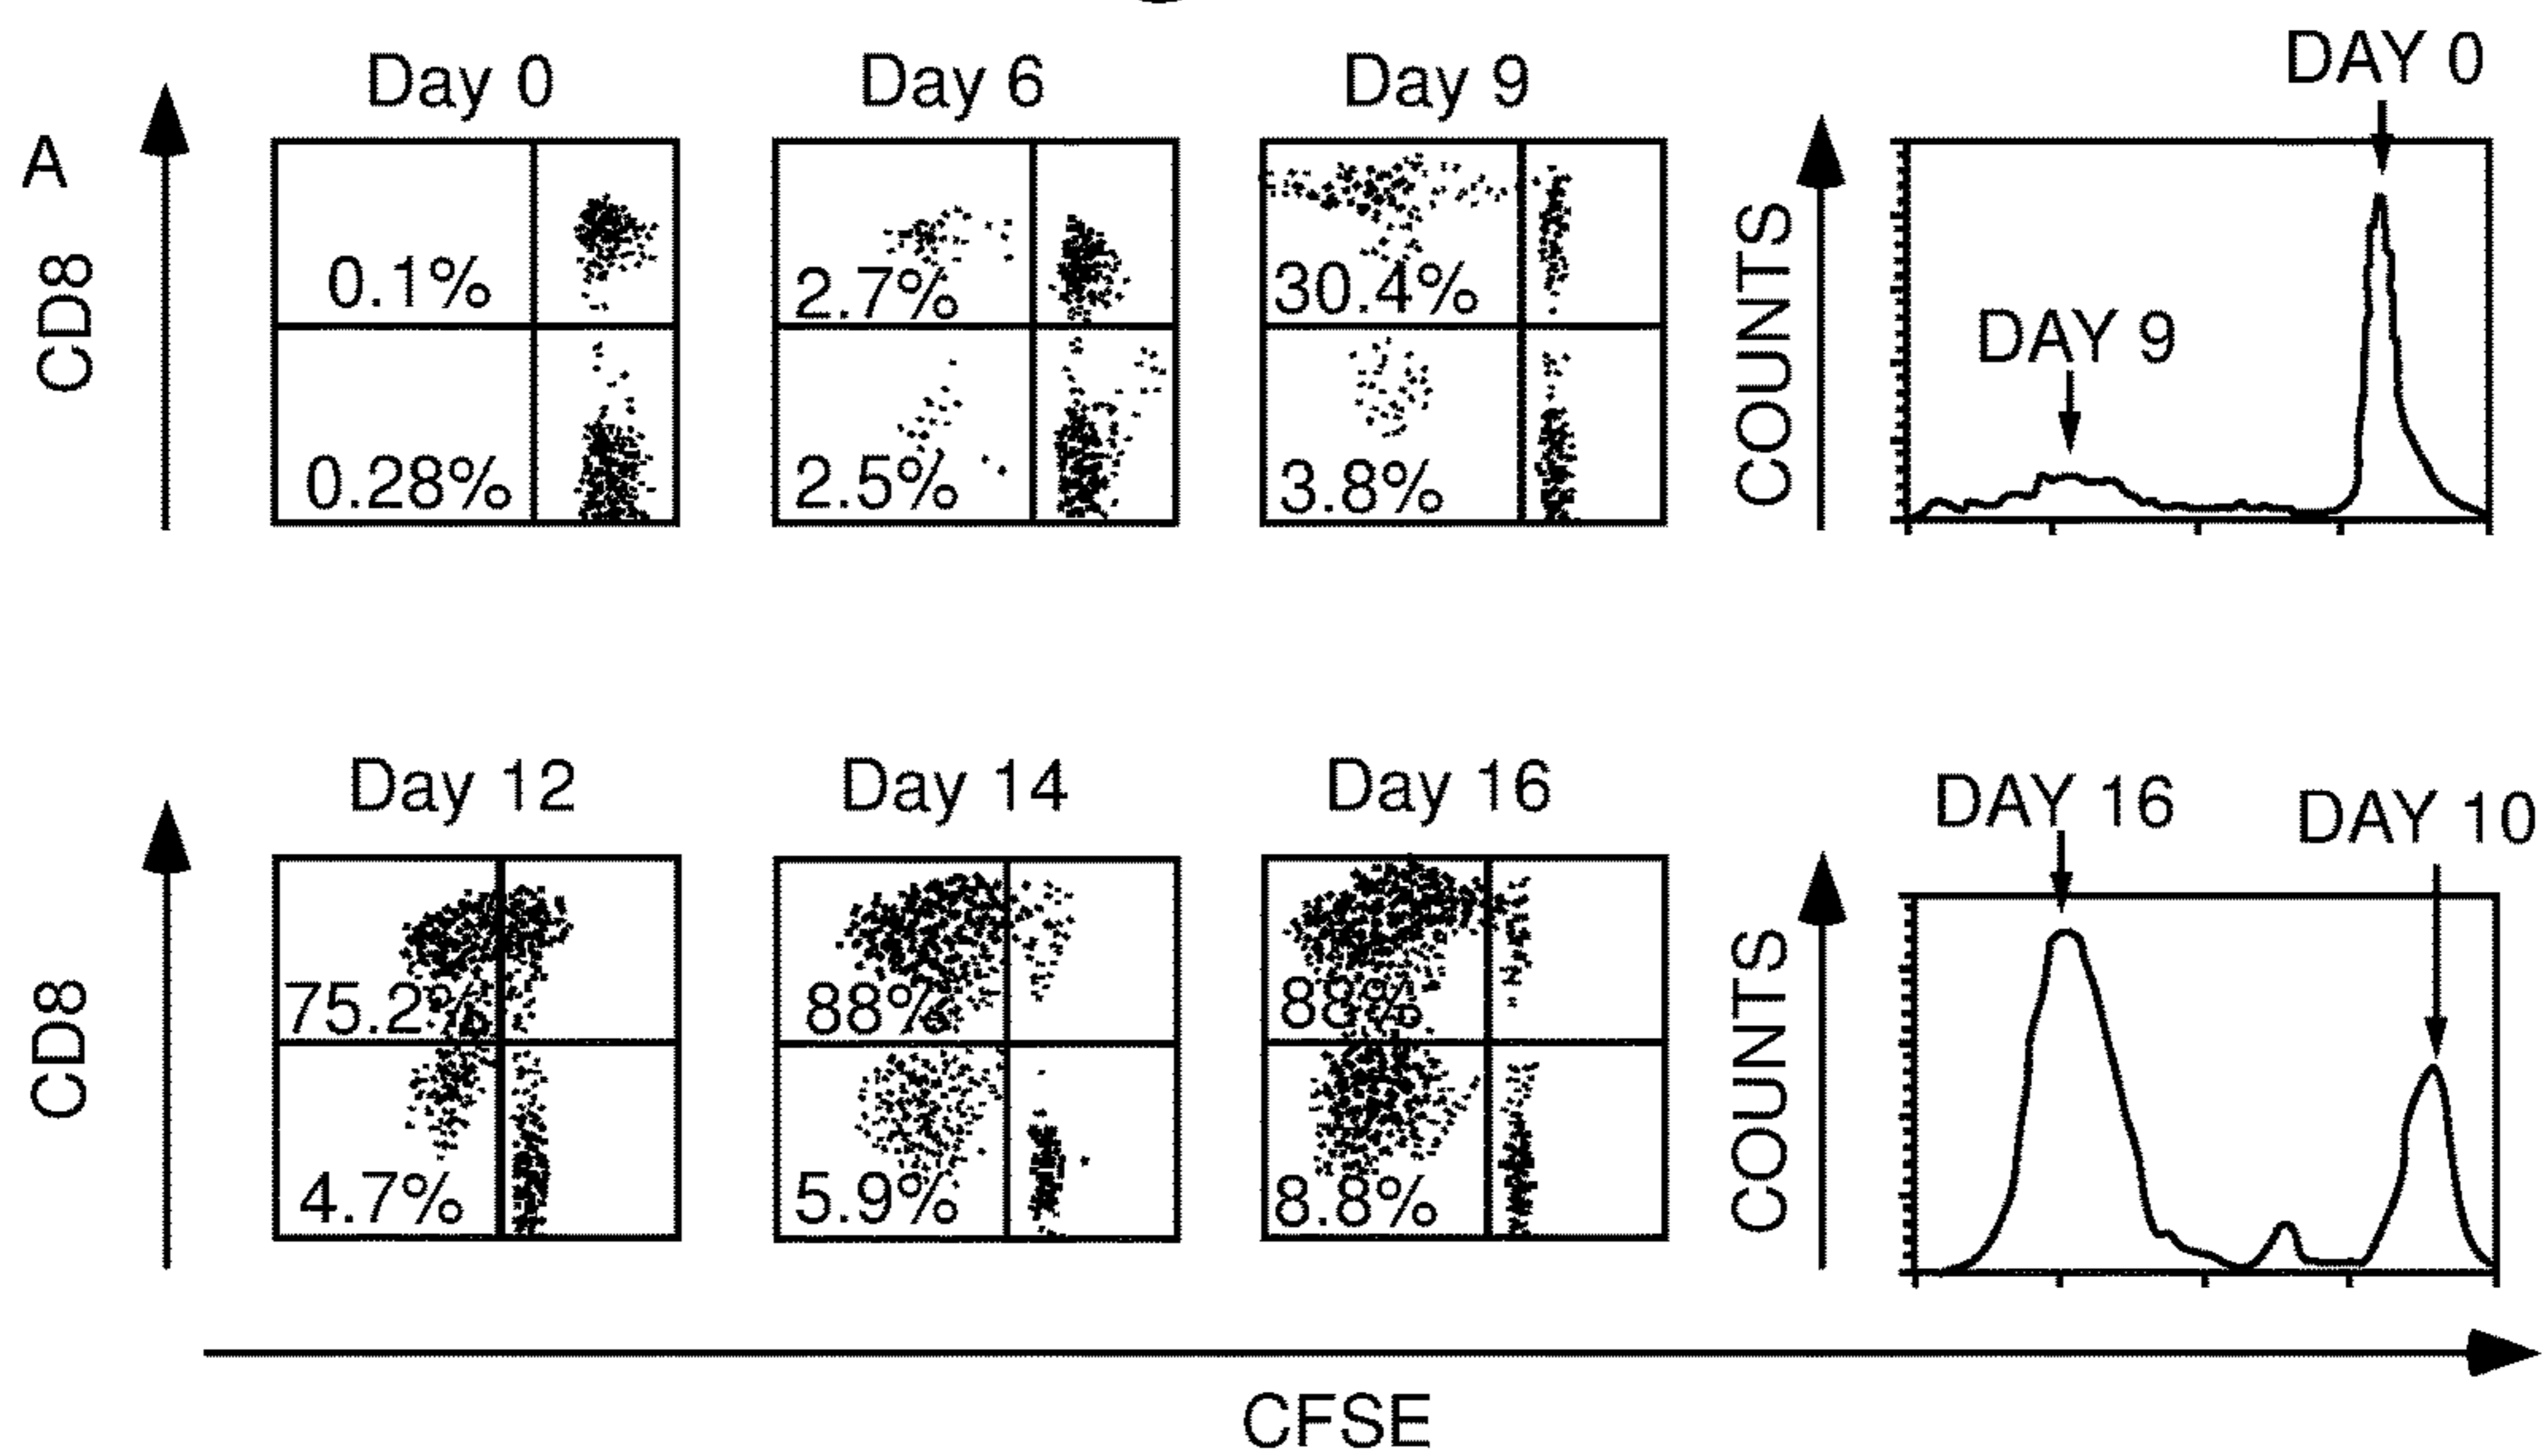 A
Day 0
Day 6
Day 9
DAY 0
DAY 9
CD8
0.1%
2.7%
30.4%
COUNTS
0.28%
2.5%
3.8%
Day 12
Day 14
Day 16
DAY 16
DAY 10
CD8
75.2%
88%
COUNTS
4.7%
5.9%
8.8%
CFSE